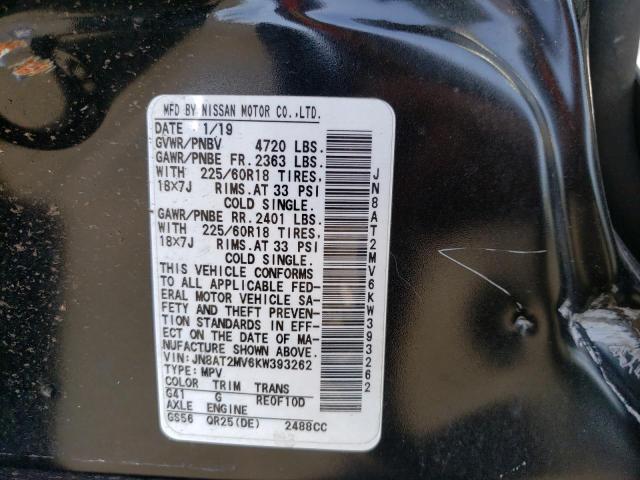 MFD BY NISSAN MOTOR CO.,LTD.
DATE 1/19
GVWR/PNBV 4720 LBS.
GAWR/PNBE FR. 2363 LBS.
WITH 225/60R18 TIRES,
18X7J RIMS.AT 33 PSI
COLD SINGLE.
GAWR/PNBE RR. 2401 LBS.
WITH 225/60R18 TIRES,
18X7J RIMS.AT 33 PSI
COLD SINGLE.
THIS VEHICLE CONFORMS
TO ALL APPLICABLE FED-
ERAL MOTOR VEHICLE SA-
FETY AND THEFT PREVEN-
TION STANDARDS IN EFF-
ECT ON THE DATE OF MA-
NUFACTURE SHOWN ABOVE.
VIN: JN8AT2MV6KW393262
TYPE: MPV
COLOR TRIM TRANS
G41 G RE0F10D
AXLE ENGINE
GS56 QR25(DE) 2488CC
JN8AT2MV6KW393262